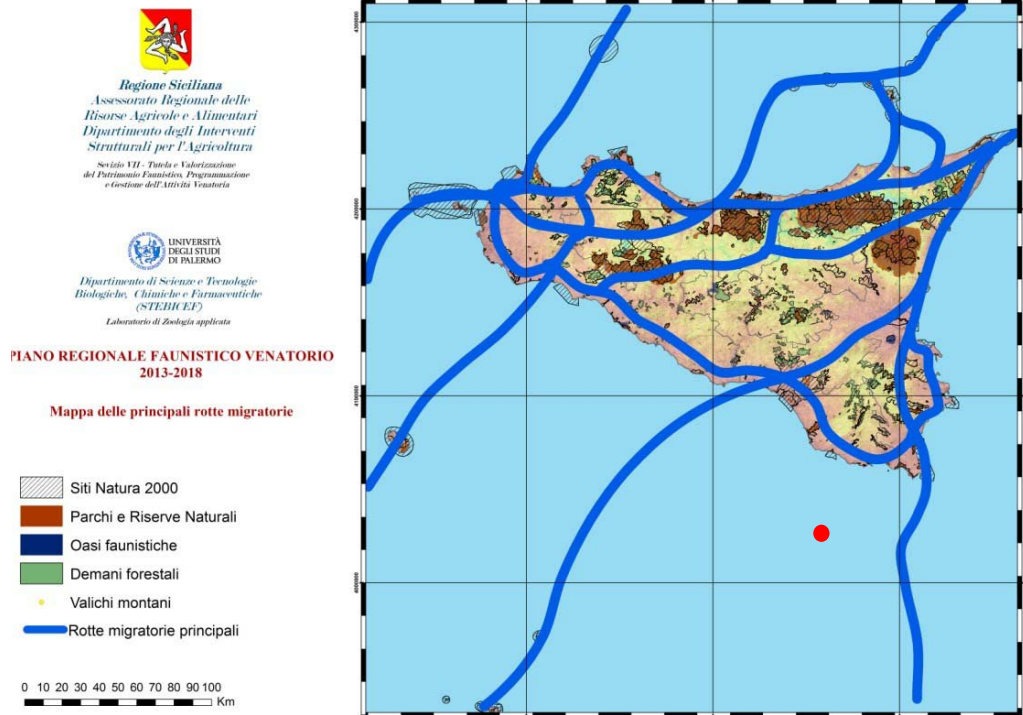 Regione Siciliana
Assessorato Regionale delle
Risorse Agricole e Alimentari
Dipartimento degli Interventi
Strutturali per l'Agricoltura
Sevizio VII - Tutela e Valorizzazione
del Patrimonio Faunistico, Programmazione
e Gestione dell'Attività Venatoria
UNIVERSITÀ
DEGLI STUDI
DI PALERMO
Dipartimento di Scienze e Tecnologie
Biologiche, Chimiche e Farmaceutiche
(STEBICEF)
Laboratorio di Zoologia applicata
PIANO REGIONALE FAUNISTICO VENATORIO
2013-2018
Mappa delle principali rotte migratorie
Siti Natura 2000
Parchi e Riserve Naturali
Oasi faunistiche
Demani forestali
Valichi montani
Rotte migratorie principali
0 10 20 30 40 50 60 70 80 90 100
Km